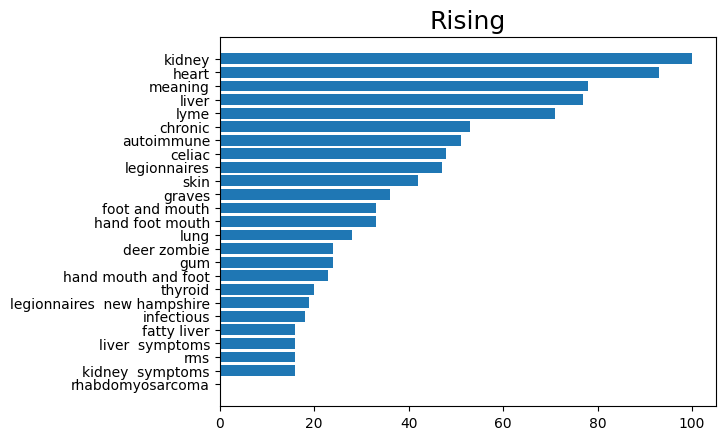 Rising
kidney
heart
meaning
liver
lyme
chronic
autoimmune
celiac
legionnaires
skin
graves
foot and mouth
hand foot mouth
lung
deer zombie
gum
hand mouth and foot
thyroid
legionnaires  new hampshire
infectious
fatty liver
liver  symptoms
rms
kidney  symptoms
rhabdomyosarcoma
0 20 40 60 80 100